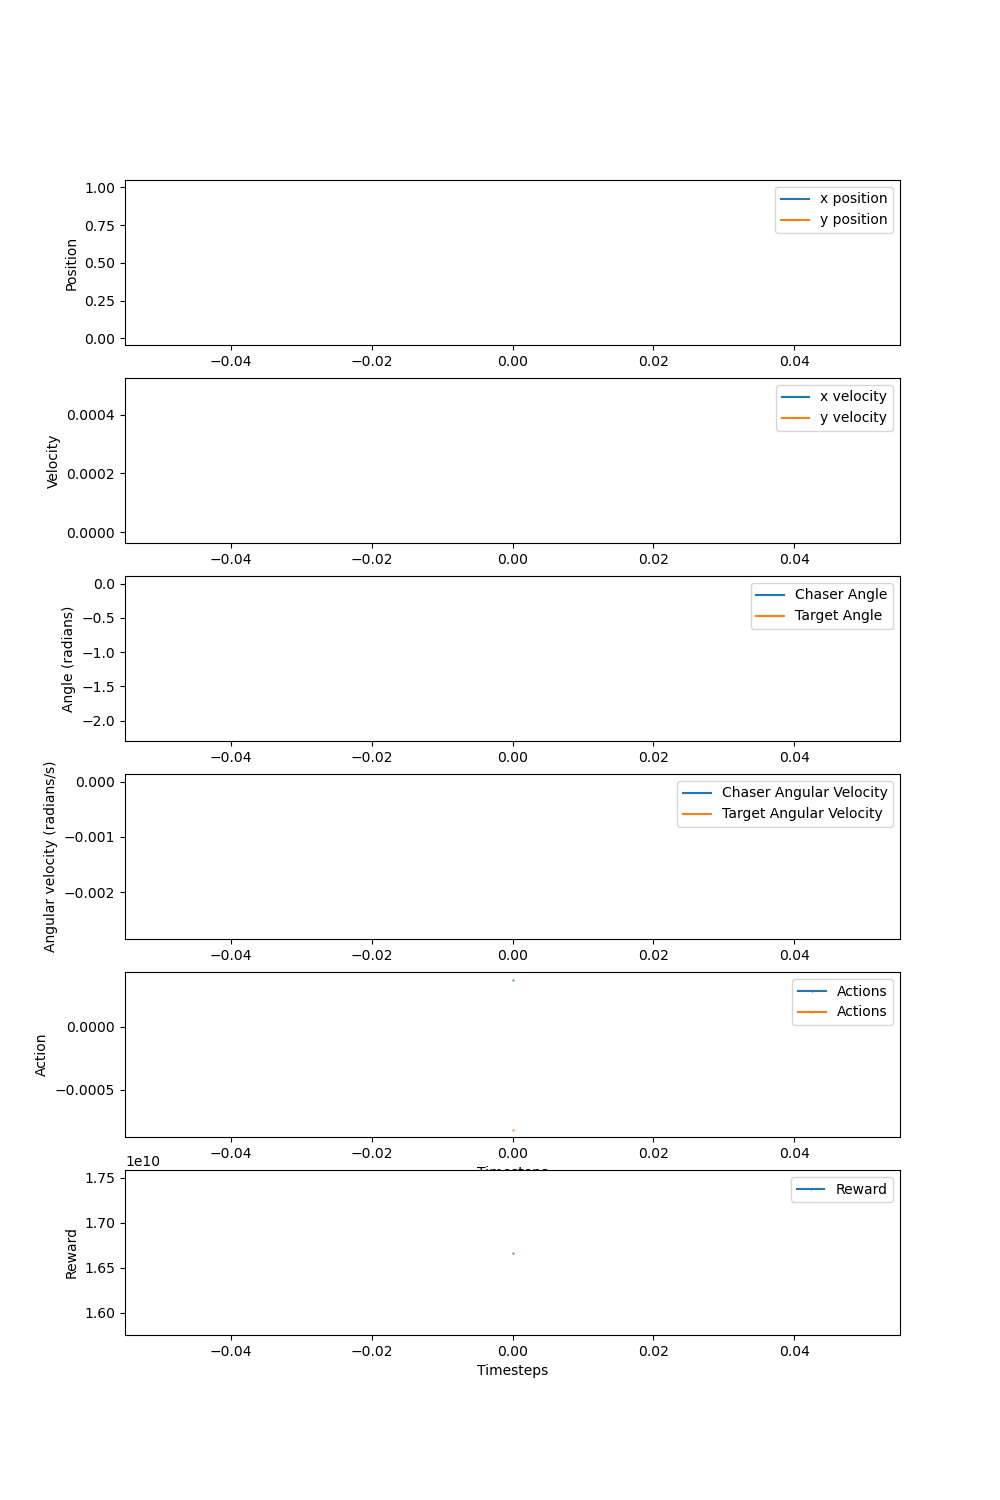 1.00
0.75
0.50
0.25
0.00
Position
x position
y position
−0.04 −0.02 0.00 0.02 0.04
0.0004
0.0002
0.0000
Velocity
x velocity
y velocity
−0.04 −0.02 0.00 0.02 0.04
0.0
−0.5
−1.0
−1.5
−2.0
Angle (radians)
Chaser Angle
Target Angle
−0.04 −0.02 0.00 0.02 0.04
0.000
−0.001
−0.002
Angular velocity (radians/s)
Chaser Angular Velocity
Target Angular Velocity
−0.04 −0.02 0.00 0.02 0.04
0.0000
−0.0005
Action
Actions
Actions
−0.04 −0.02 0.00 0.02 0.04
Timesteps
1e10
1.75
1.70
1.65
1.60
Reward
Reward
−0.04 −0.02 0.00 0.02 0.04
Timesteps